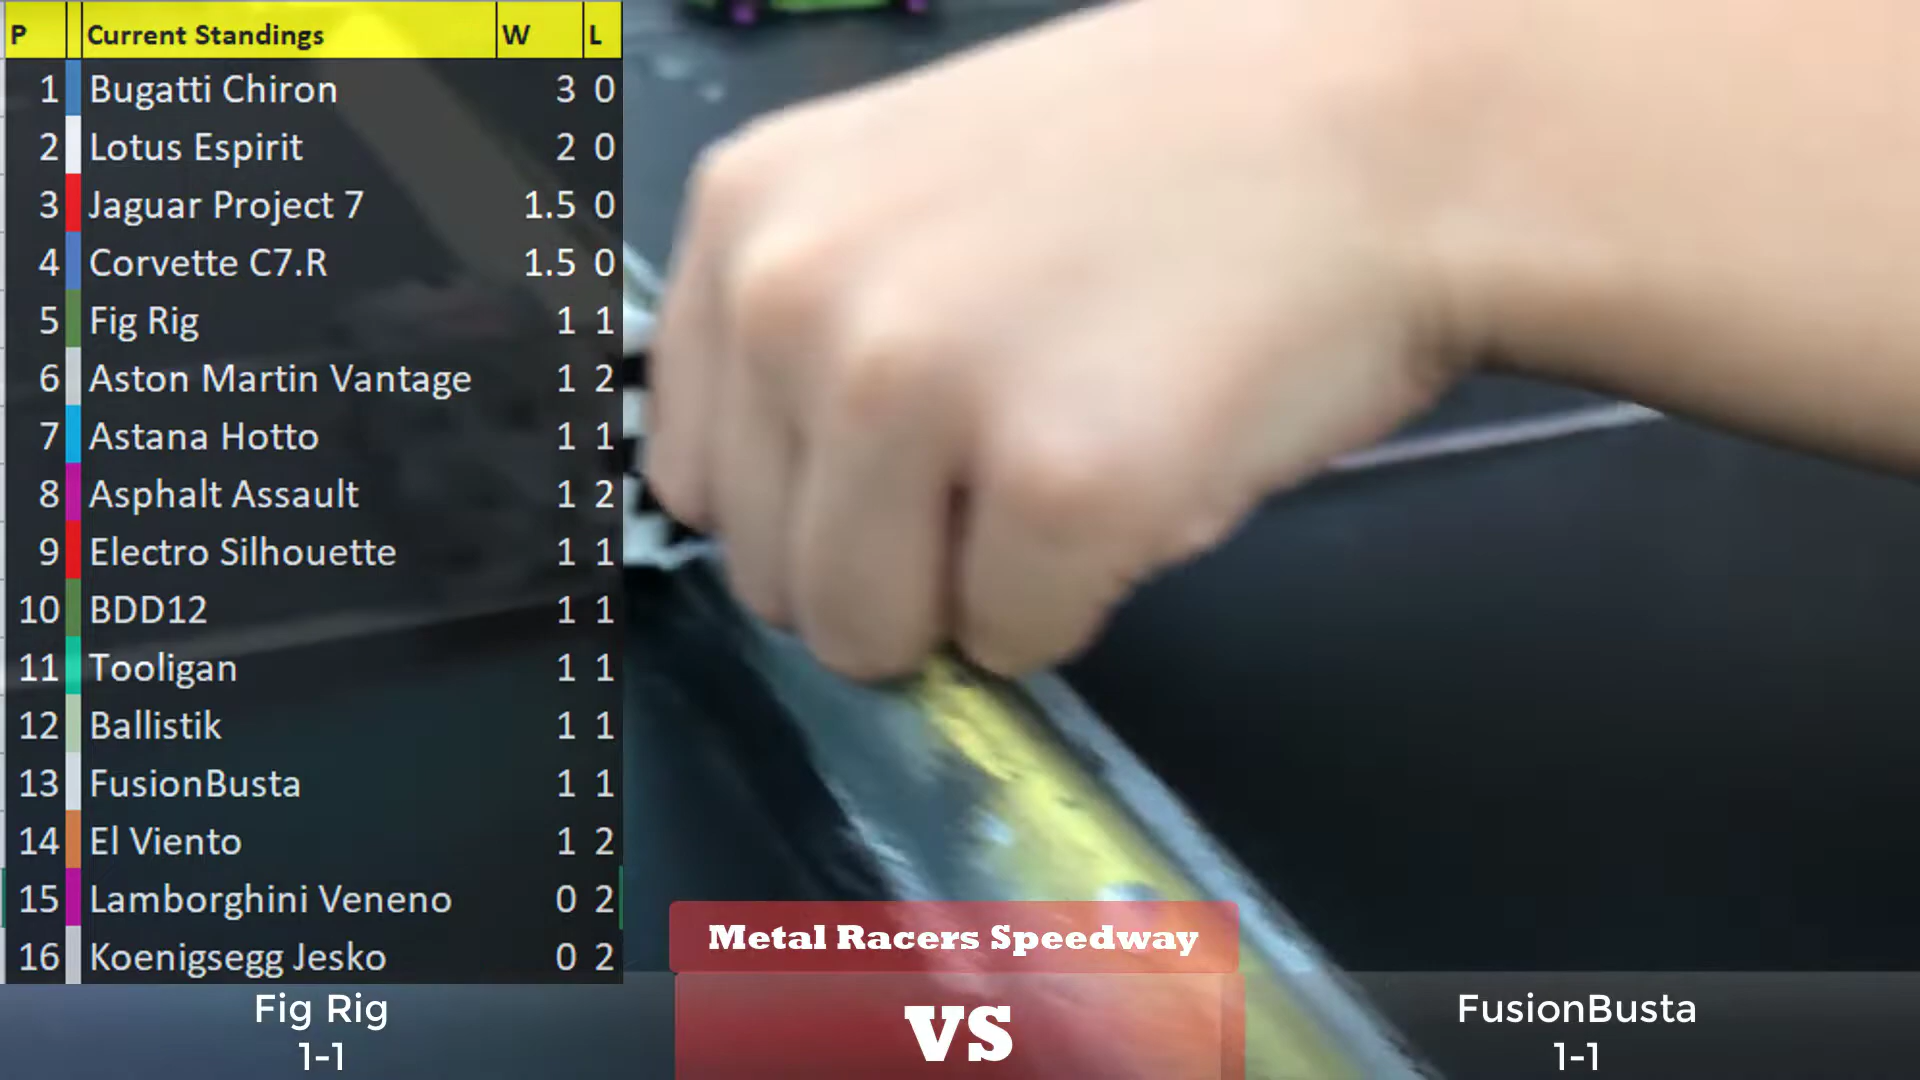 P Current Standings W L
1 Bugatti Chiron 3 0
2 Lotus Espirit 2 0
3 Jaguar Project 7 1.5 0
4 Corvette C7.R 1.5 0
5 Fig Rig 1 1
6 Aston Martin Vantage 1 2
7 Astana Hotto 1 1
8 Asphalt Assault 1 2
9 Electro Silhouette 1 1
10 BDD12 1 1
11 Tooligan 1 1
12 Ballistik 1 1
13 FusionBusta 1 1
14 El Viento 1 2
15 Lamborghini Veneno 0 2
16 Koenigsegg Jesko 0 2
Metal Racers Speedway
Fig Rig
1-1
VS
FusionBusta
1-1